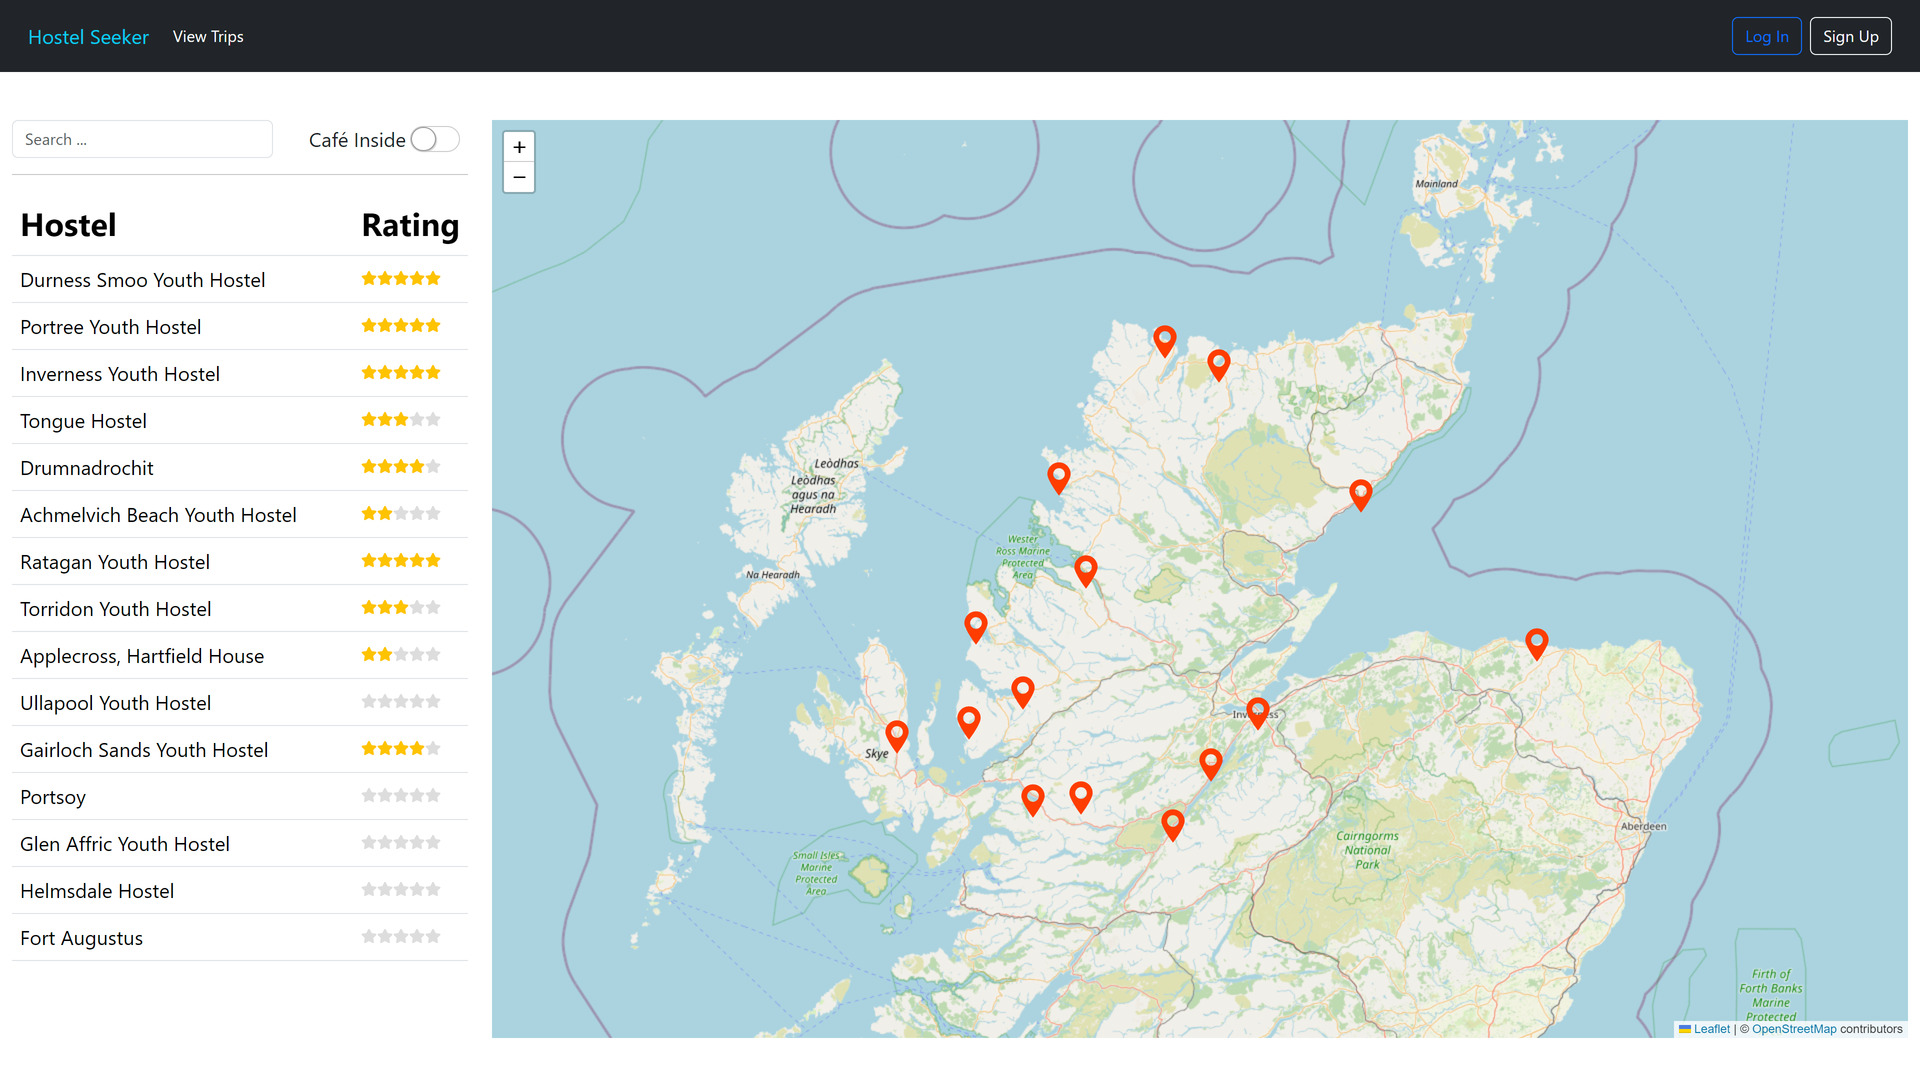 Hostel Seeker View Trips Log In Sign Up
Search ... Café Inside
Hostel Rating
Durness Smoo Youth Hostel
Portree Youth Hostel
Inverness Youth Hostel
Tongue Hostel
Drumnadrochit
Achmelvich Beach Youth Hostel
Ratagan Youth Hostel
Torridon Youth Hostel
Applecross, Hartfield House
Ullapool Youth Hostel
Gairloch Sands Youth Hostel
Portsoy
Glen Affric Youth Hostel
Helmsdale Hostel
Fort Augustus
+
−
Mainland
Leòdhas
Leòdhas
agus na
Hearadh
Na Hearadh
Wester
Ross Marine
Protected
Area
Skye
Small Isles
Marine
Protected
Area
Cairngorms
National
Park
Aberdeen
Firth of
Forth Banks
Marine
Protected
Leaflet | © OpenStreetMap contributors